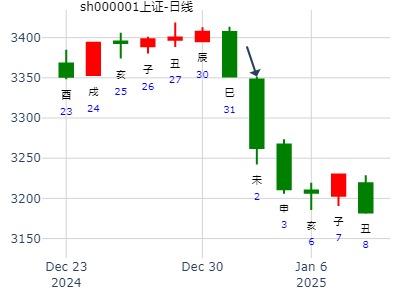 sh000001上证-日线
3400
3350
3300
3250
3200
3150
酉
23
戌
24
亥
25
子
26
丑
27
辰
30
巳
31
未
2
申
3
亥
6
子
7
丑
8
Dec 23
2024
Dec 30
Jan 6
2025